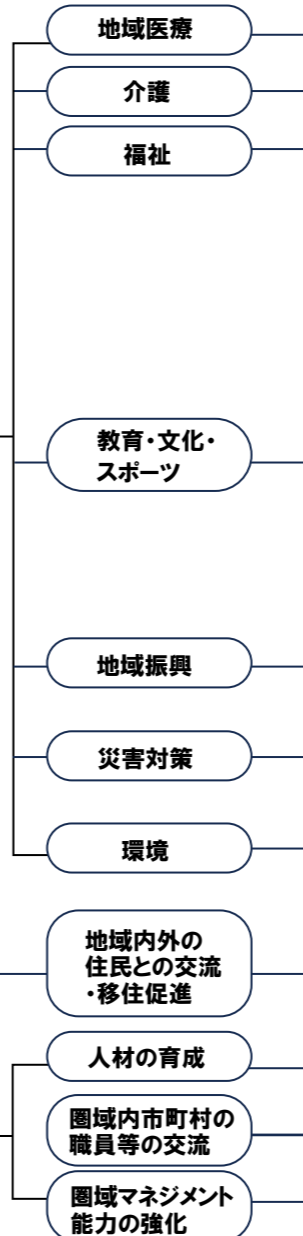 地域医療
介護
福祉
教育・文化・
スポーツ
地域振興
災害対策
環境
地域内外の
住民との交流
・移住促進
人材の育成
圏域内市町村の
職員等の交流
圏域マネジメント
能力の強化